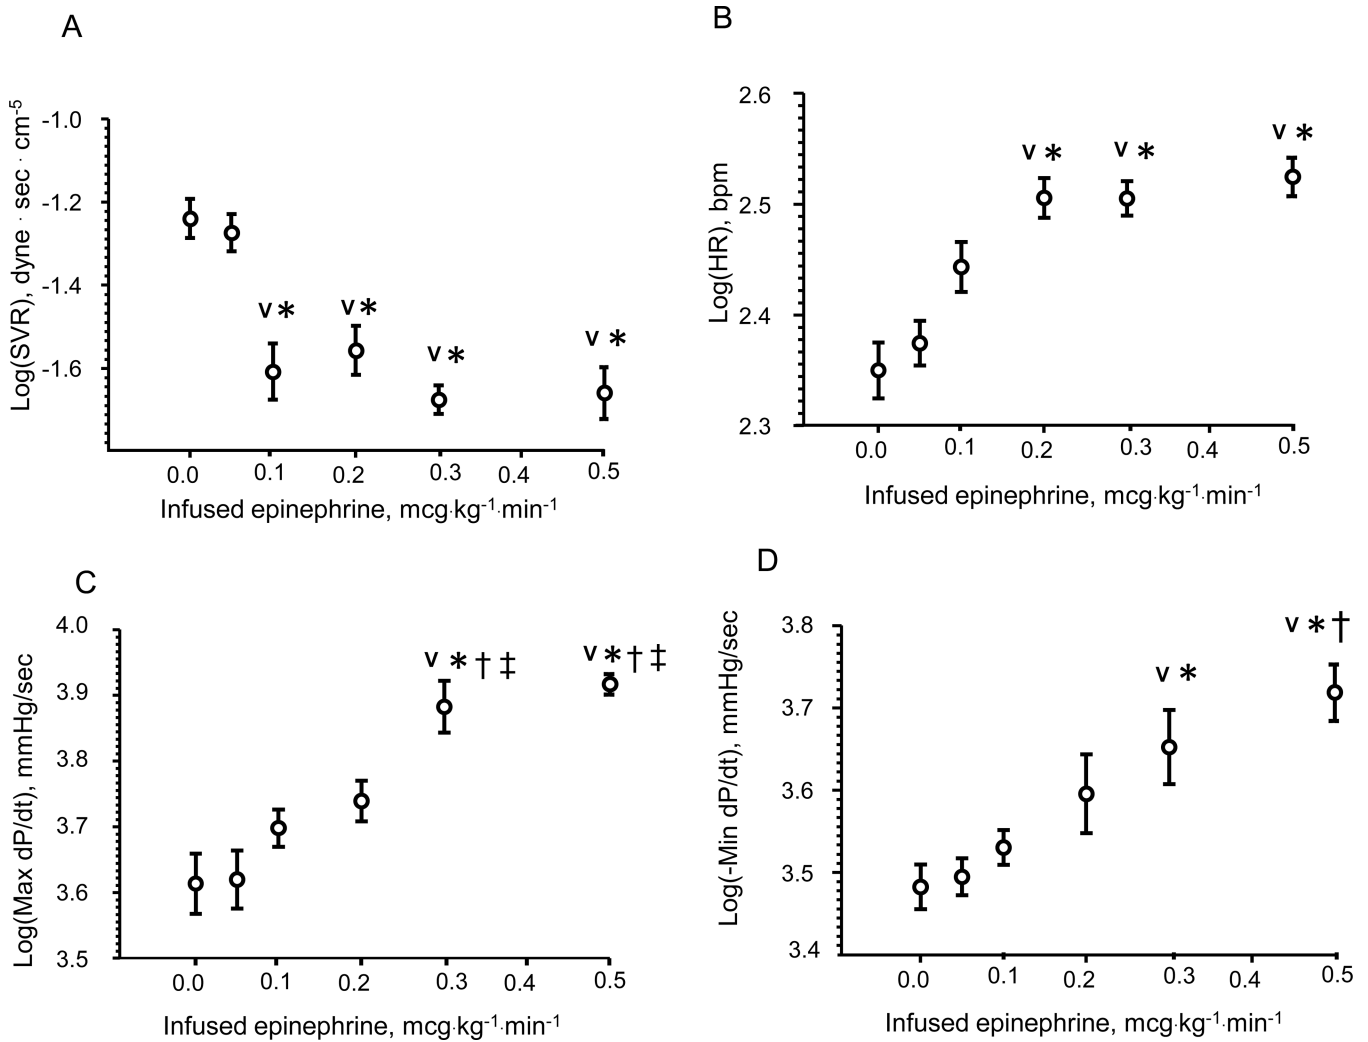 A
Log(SVR), dyne · sec · cm-5
-1.0
-1.2
-1.4
-1.6
v *
v *
v *
v *
0.0 0.1 0.2 0.3 0.4 0.5
Infused epinephrine, mcg·kg-1·min-1
B
Log(HR), bpm
2.6
2.5
2.4
2.3
v *
v *
v *
0.0 0.1 0.2 0.3 0.4 0.5
Infused epinephrine, mcg·kg-1·min-1
C
Log(Max dP/dt), mmHg/sec
4.0
3.9
3.8
3.7
3.6
3.5
v * † ‡
v * † ‡
0.0 0.1 0.2 0.3 0.4 0.5
Infused epinephrine, mcg·kg-1·min-1
D
Log(-Min dP/dt), mmHg/sec
3.8
3.7
3.6
3.5
3.4
v *
v * †
0.0 0.1 0.2 0.3 0.4 0.5
Infused epinephrine, mcg·kg-1·min-1